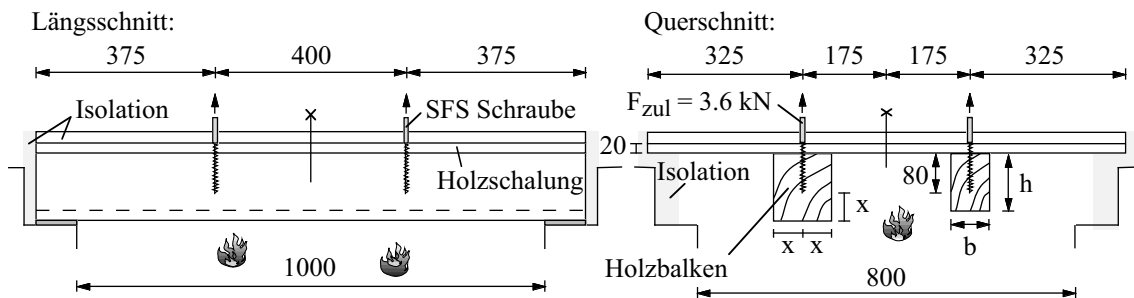 Längsschnitt:
375 400 375
Isolation
SFS Schraube
Holzschalung
1000
Querschnitt:
325 175 175 325
F_zul = 3.6 kN
20
Isolation
80
h
x
x x
b
Holzbalken
800